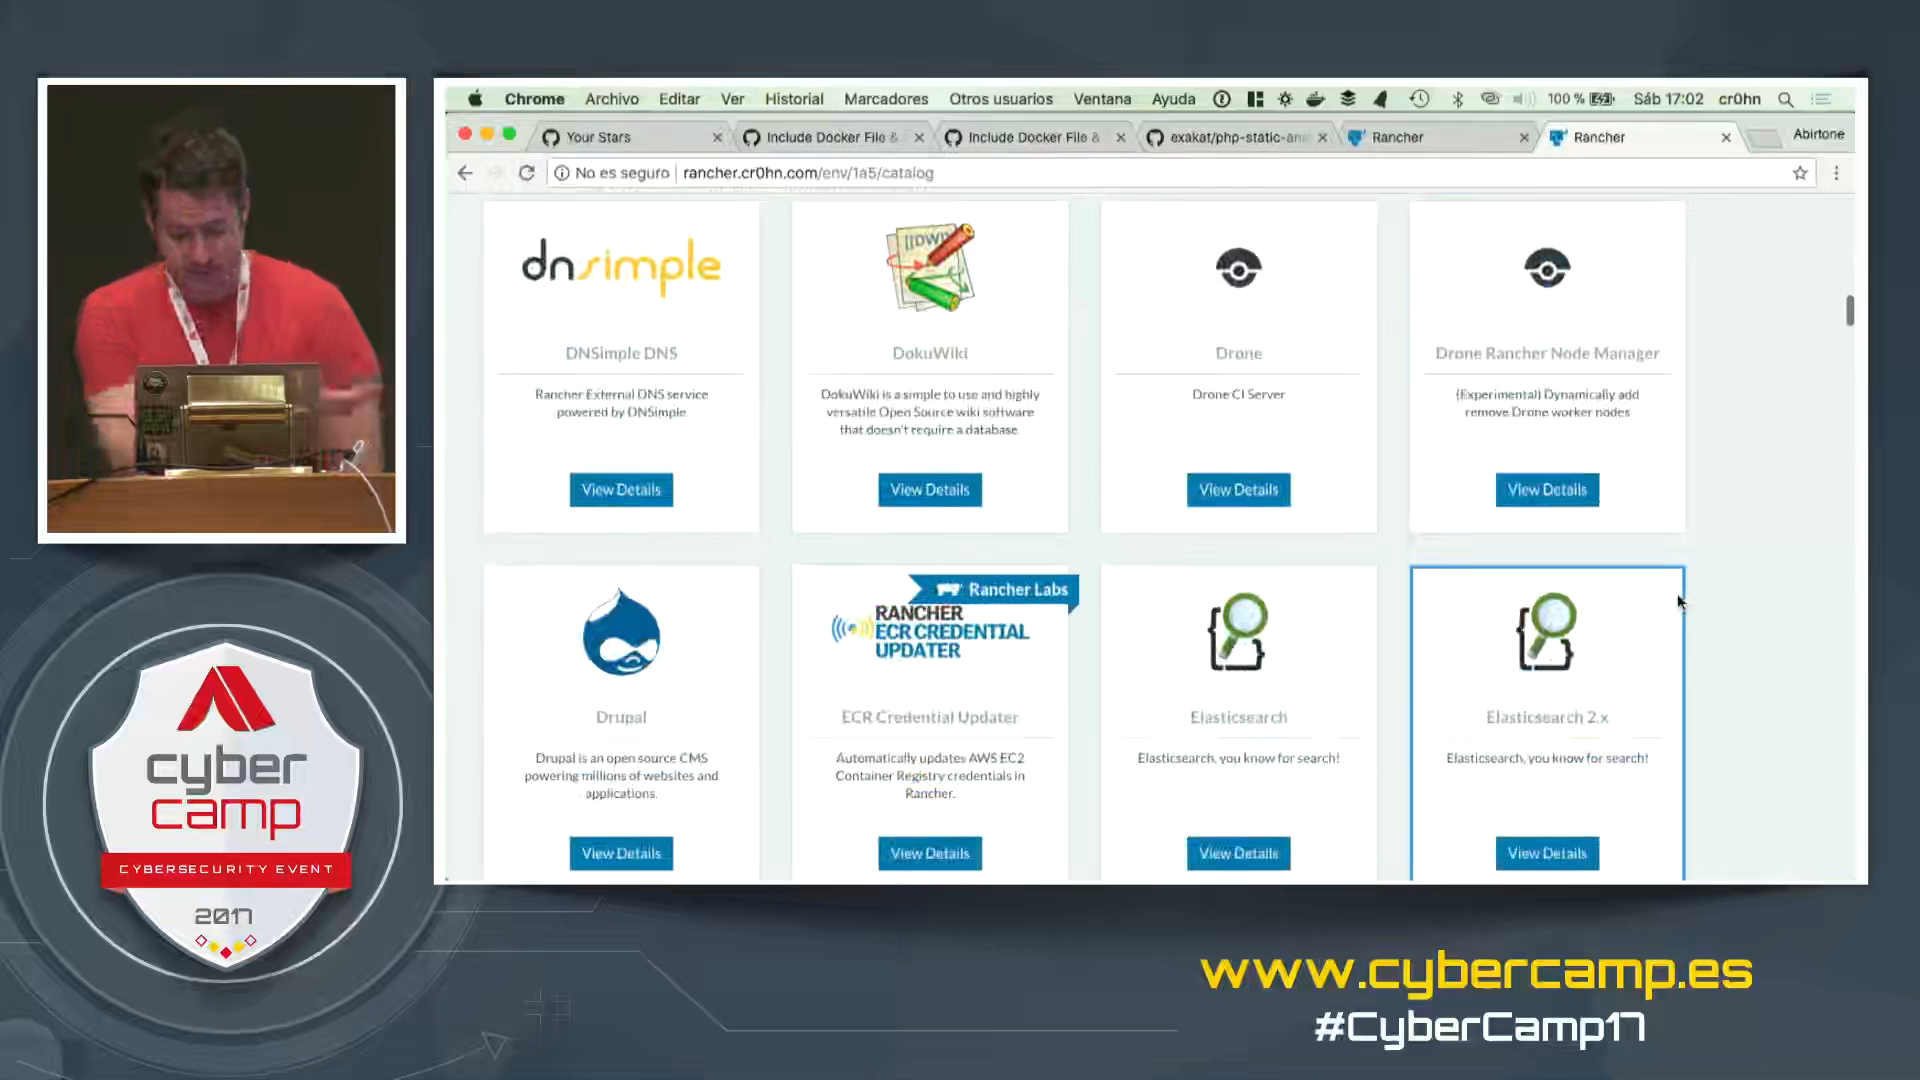 Chrome Archivo Editar Ver Historial Marcadores Otros usuarios Ventana Ayuda 100 % Sáb 17:02 cr0hn
Your Stars
Include Docker File &
Include Docker File &
exakat/php-static-ana
Rancher
Rancher
Abirtone
No es seguro rancher.cr0hn.com/env/1a5/catalog
dnsimple
DNSimple DNS
Rancher External DNS service
powered by DNSimple
View Details
DokuWiki
DokuWiki is a simple to use and highly
versatile Open Source wiki software
that doesn't require a database.
View Details
Drone
Drone CI Server
View Details
Drone Rancher Node Manager
(Experimental) Dynamically add
remove Drone worker nodes
View Details
Drupal
Drupal is an open source CMS
powering millions of websites and
applications.
View Details
Rancher Labs
RANCHER
ECR CREDENTIAL
UPDATER
ECR Credential Updater
Automatically updates AWS EC2
Container Registry credentials in
Rancher.
View Details
Elasticsearch
Elasticsearch, you know for search!
View Details
Elasticsearch 2.x
Elasticsearch, you know for search!
View Details
cyber
camp
CYBERSECURITY EVENT
2017
www.cybercamp.es
#CyberCamp17